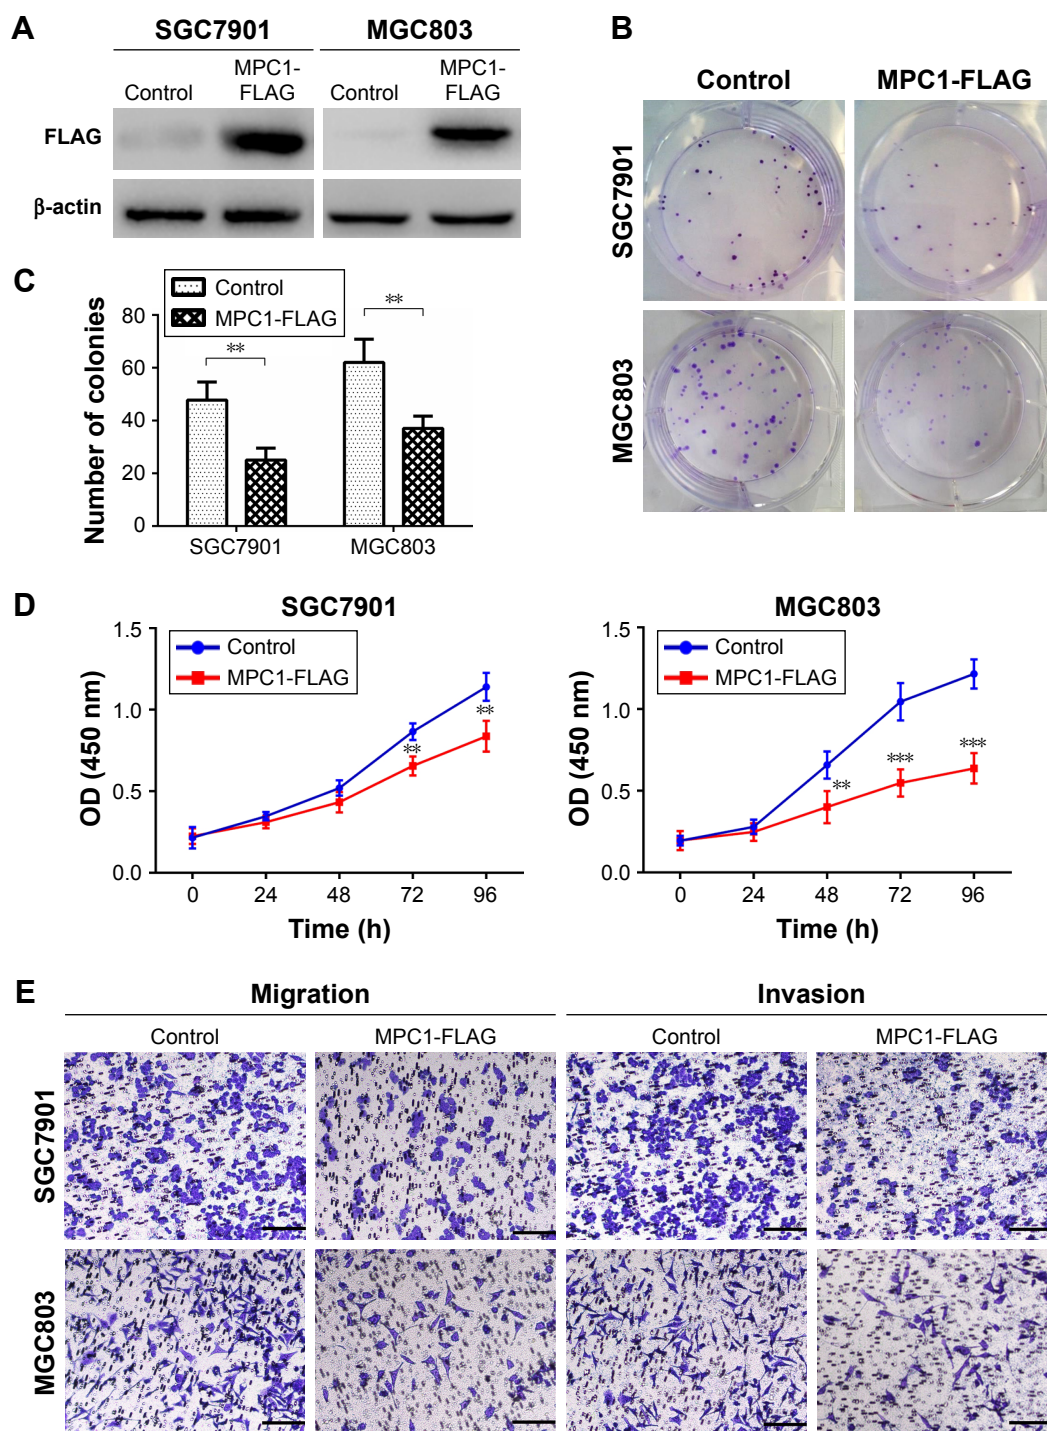 A
SGC7901
MGC803
Control
MPC1-
FLAG
Control
MPC1-
FLAG
FLAG
β-actin
B
Control
MPC1-FLAG
SGC7901
MGC803
C
Control
MPC1-FLAG
Number of colonies
80
60
40
20
0
**
**
SGC7901
MGC803
D
SGC7901
Control
MPC1-FLAG
OD (450 nm)
1.5
1.0
0.5
0.0
**
**
0 24 48 72 96
Time (h)
MGC803
Control
MPC1-FLAG
OD (450 nm)
1.5
1.0
0.5
0.0
**
***
***
0 24 48 72 96
Time (h)
E
Migration
Invasion
Control
MPC1-FLAG
Control
MPC1-FLAG
SGC7901
MGC803